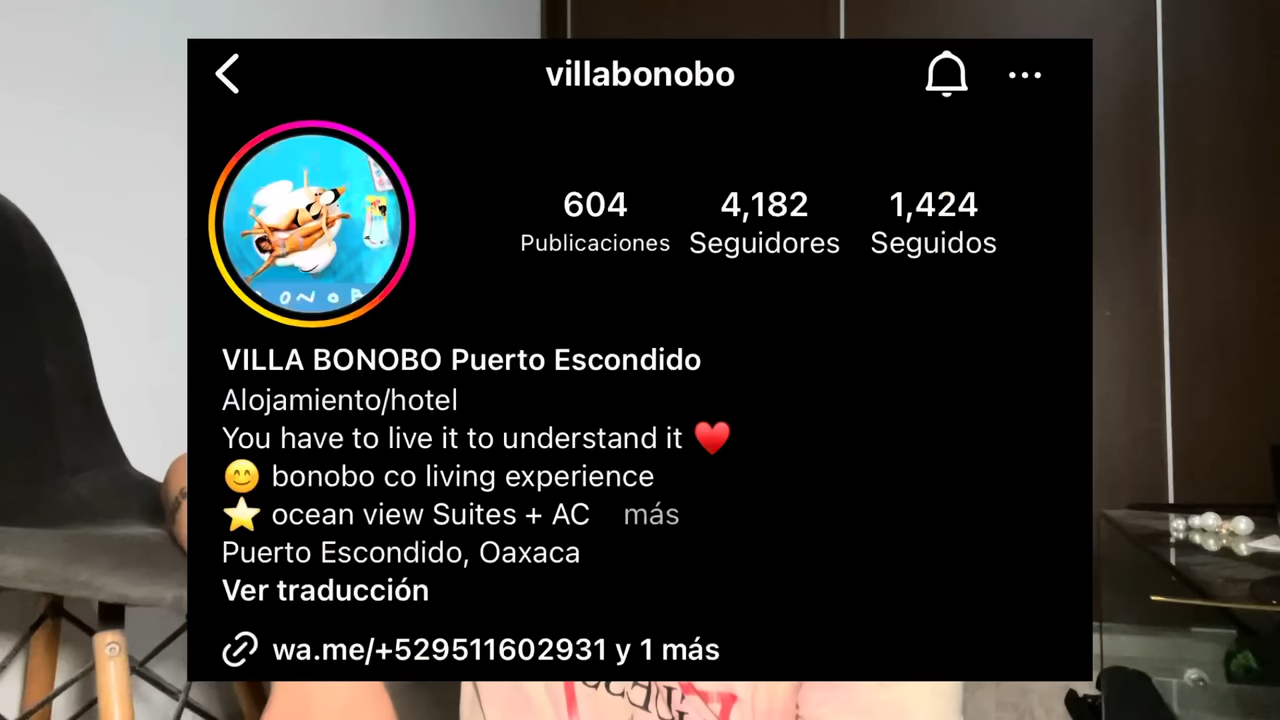 villabonobo
604
4,182
1,424
Publicaciones
Seguidores
Seguidos
VILLA BONOBO Puerto Escondido
Alojamiento/hotel
You have to live it to understand it ♥️
😊 bonobo co living experience
⭐ ocean view Suites + AC más
Puerto Escondido, Oaxaca
Ver traducción
wa.me/+529511602931 y 1 más